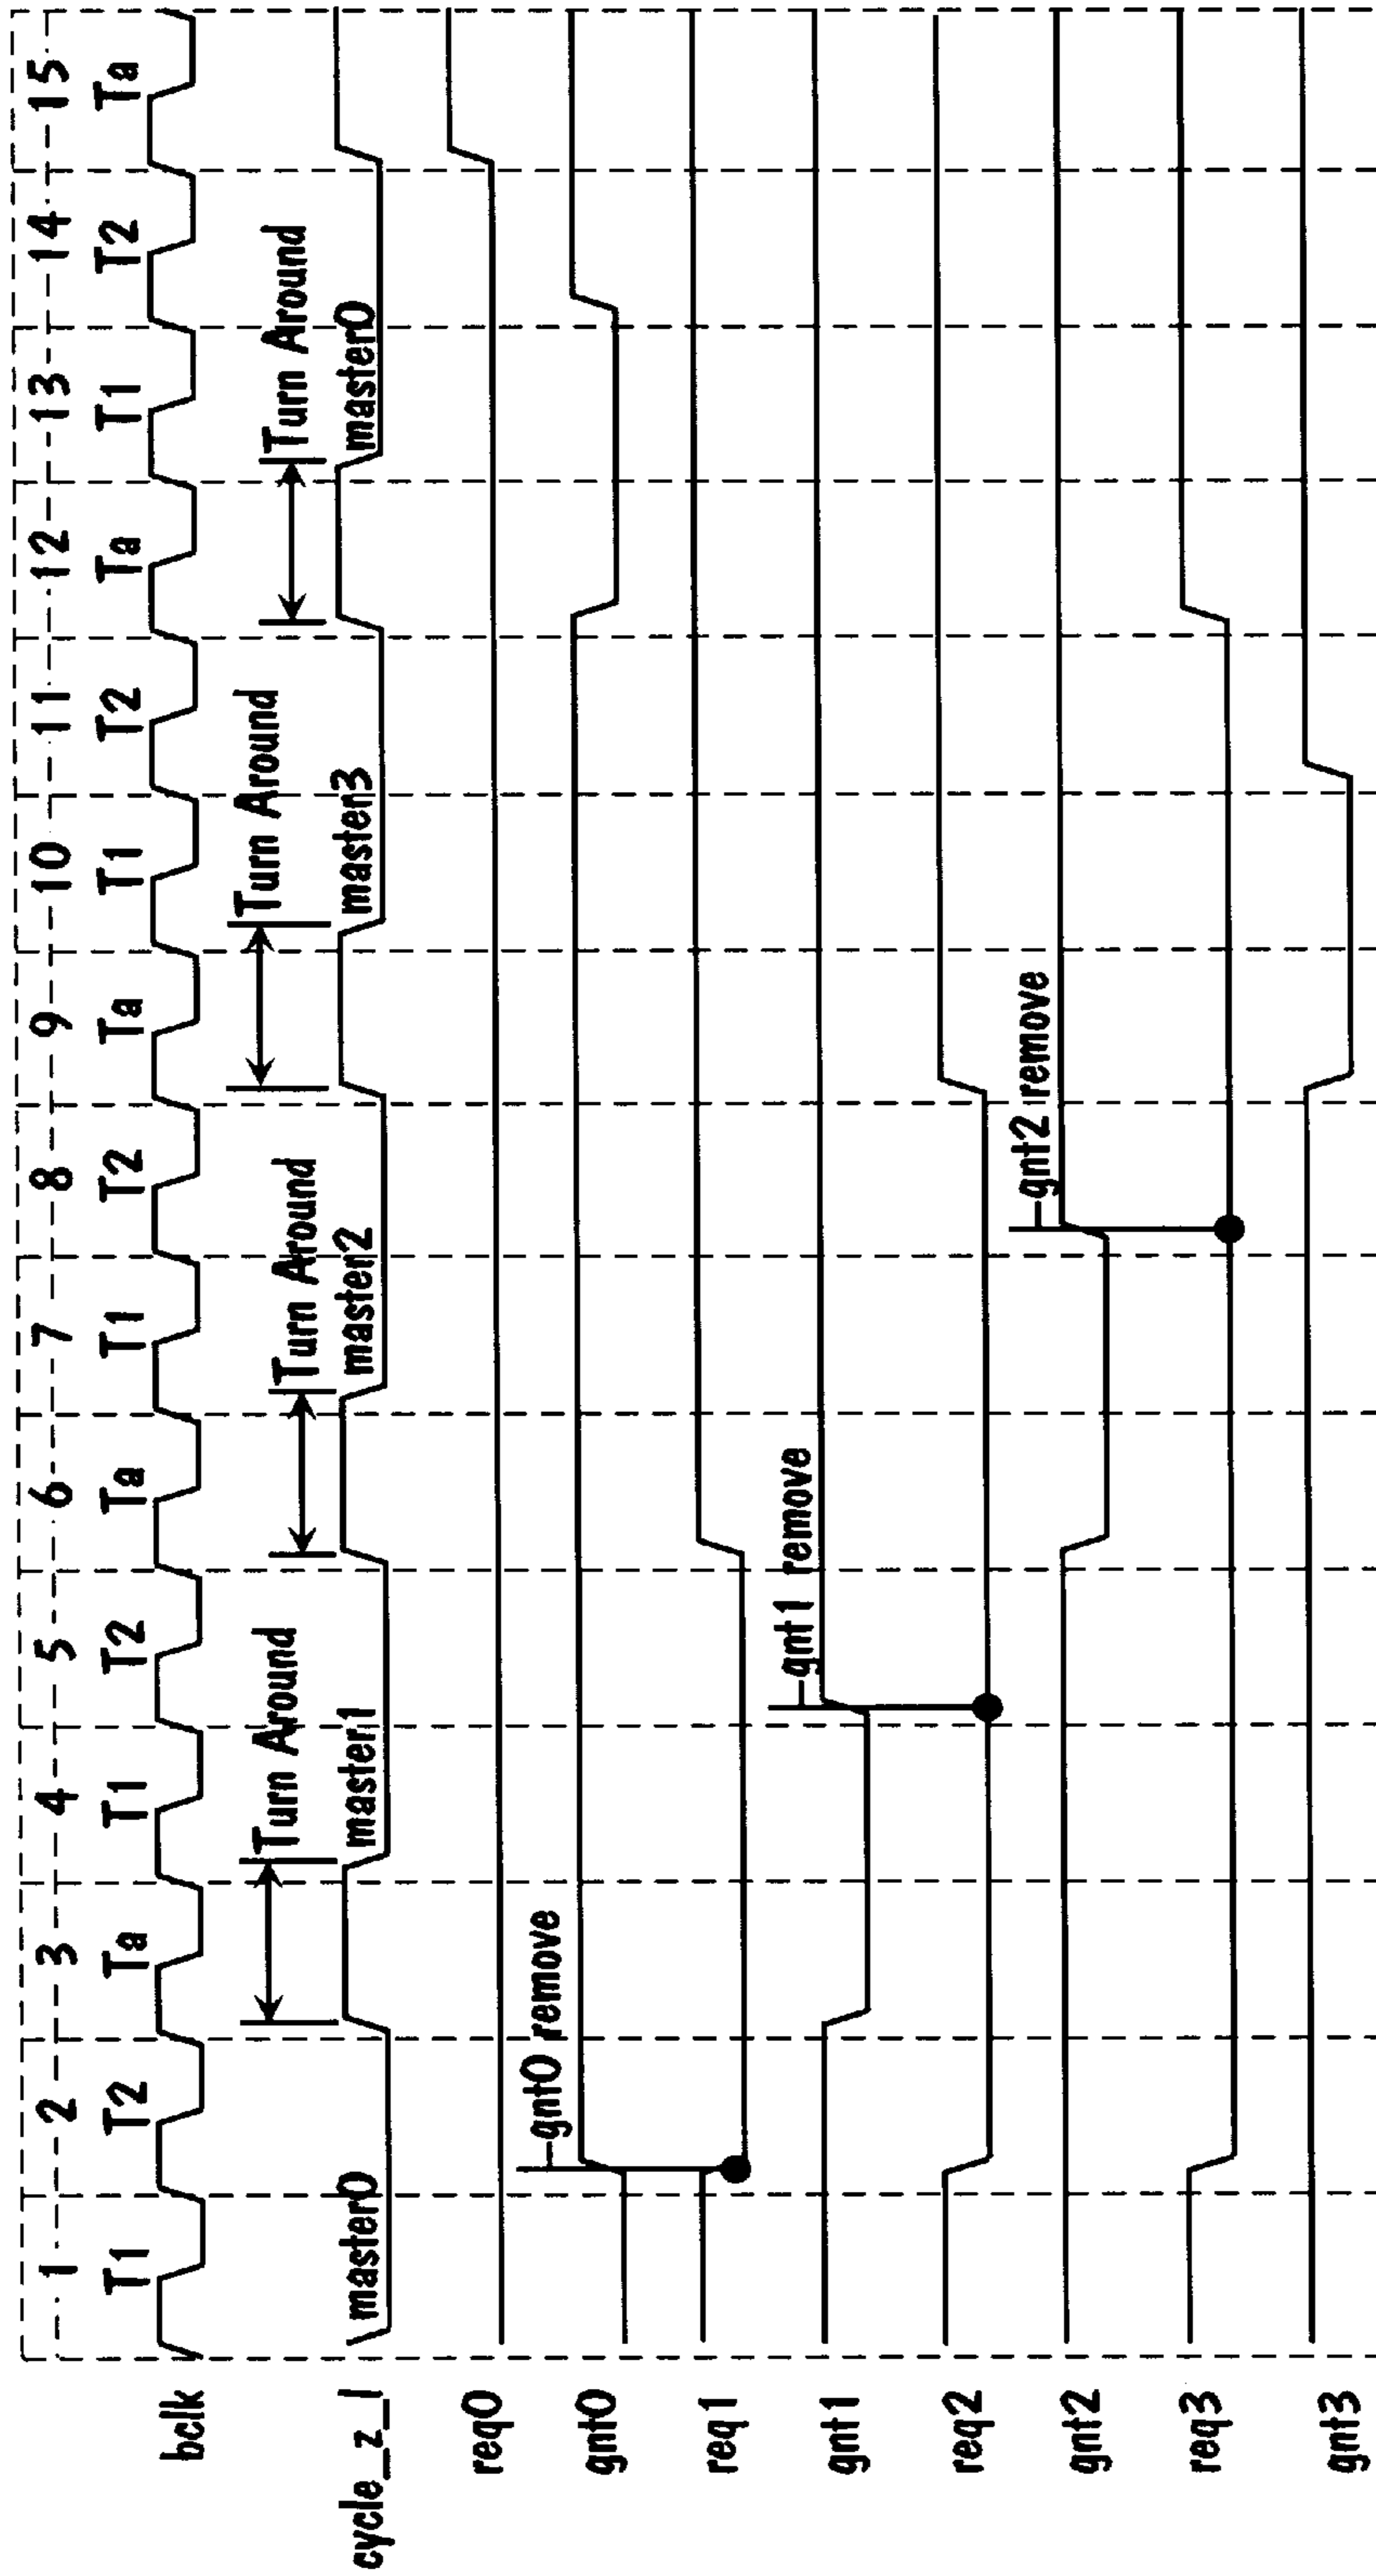 1 2 3 4 5 6 7 8 9 10 11 12 13 14 15
T1 T2 Ta T1 T2 Ta T1 T2 Ta T1 T2 Ta T1 T2 Ta
bclk
Turn Around Turn Around Turn Around Turn Around
cycle_z_l
master0 master1 master2 master3 master0
req0
gnt0 remove
gnt0
req1
gnt1 remove
gnt1
req2
gnt2 remove
gnt2
req3
gnt3